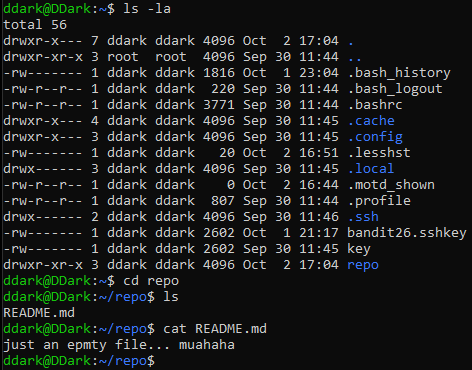 ddark@DDark:~$ ls -la
total 56
drwxr-x--- 7 ddark ddark 4096 Oct  2 17:04 .
drwxr-xr-x 3 root  root  4096 Sep 30 11:44 ..
-rw------- 1 ddark ddark 1816 Oct  1 23:04 .bash_history
-rw-r--r-- 1 ddark ddark  220 Sep 30 11:44 .bash_logout
-rw-r--r-- 1 ddark ddark 3771 Sep 30 11:44 .bashrc
drwxr-x--- 4 ddark ddark 4096 Sep 30 11:45 .cache
drwxr-x--- 3 ddark ddark 4096 Sep 30 11:45 .config
-rw------- 1 ddark ddark   20 Oct  2 16:51 .lesshst
drwx------ 3 ddark ddark 4096 Sep 30 11:45 .local
-rw-r--r-- 1 ddark ddark    0 Oct  2 16:44 .motd_shown
-rw-r--r-- 1 ddark ddark  807 Sep 30 11:44 .profile
drwx------ 2 ddark ddark 4096 Sep 30 11:46 .ssh
-rw------- 1 ddark ddark 2602 Oct  1 21:17 bandit26.sshkey
-rw------- 1 ddark ddark 2602 Sep 30 11:45 key
drwxr-xr-x 3 ddark ddark 4096 Oct  2 17:04 repo
ddark@DDark:~$ cd repo
ddark@DDark:~/repo$ ls
README.md
ddark@DDark:~/repo$ cat README.md
just an epmty file... muahaha
ddark@DDark:~/repo$